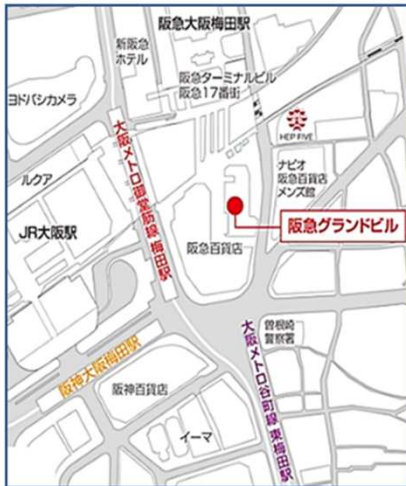 阪急大阪梅田駅
新阪急
ホテル
阪急ターミナルビル
阪急17番街
ヨドバシカメラ
HEP FIVE
大阪メトロ御堂筋線 梅田駅
ナビオ
阪急百貨店
メンズ館
ルクア
阪急グランドビル
JR大阪駅
阪急百貨店
曽根崎
警察署
阪神大阪梅田駅
大阪メトロ谷町線 東梅田駅
阪神百貨店
イーマ